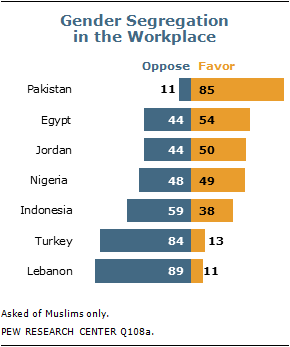 Gender Segregation
in the Workplace
Oppose Favor
Pakistan 11 85
Egypt 44 54
Jordan 44 50
Nigeria 48 49
Indonesia 59 38
Turkey 84 13
Lebanon 89 11
Asked of Muslims only.
PEW RESEARCH CENTER Q108a.